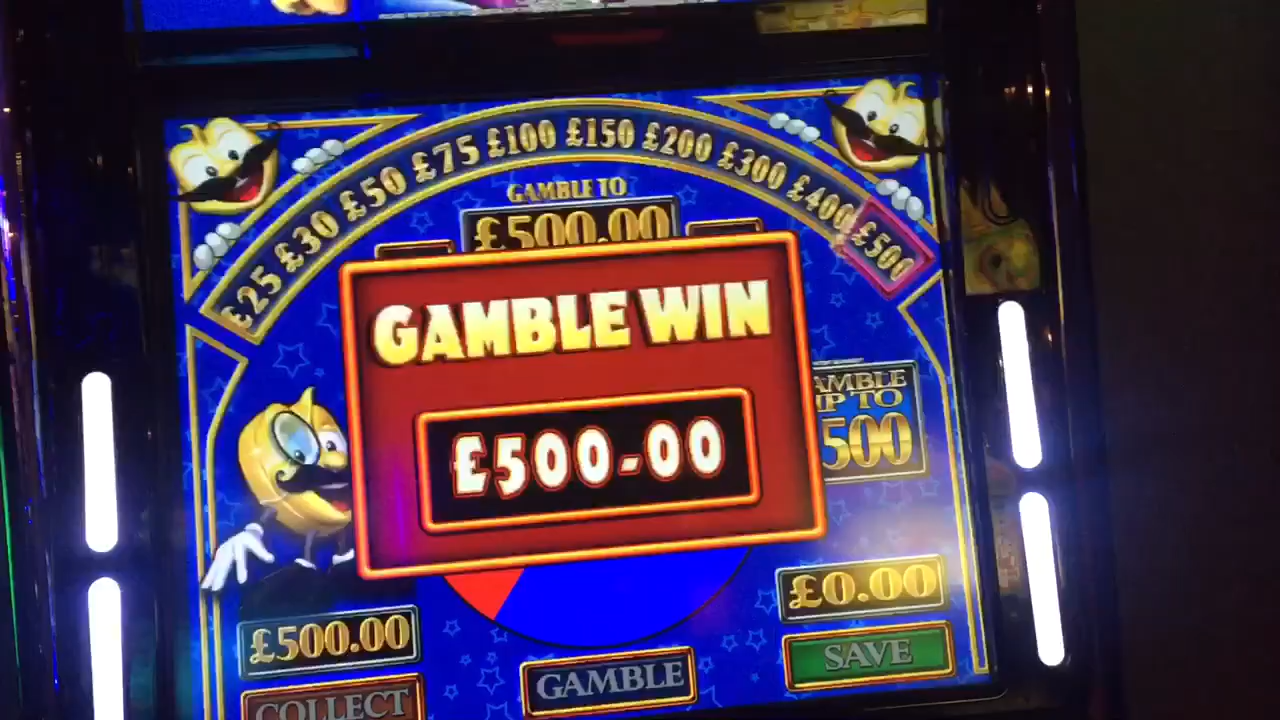 £25 £30 £50 £75 £100 £150 £200 £300 £400 £500
GAMBLE TO
£500.00
GAMBLE WIN
£500-00
AMBLE
UP TO
500
£500.00
£0.00
COLLECT
GAMBLE
SAVE